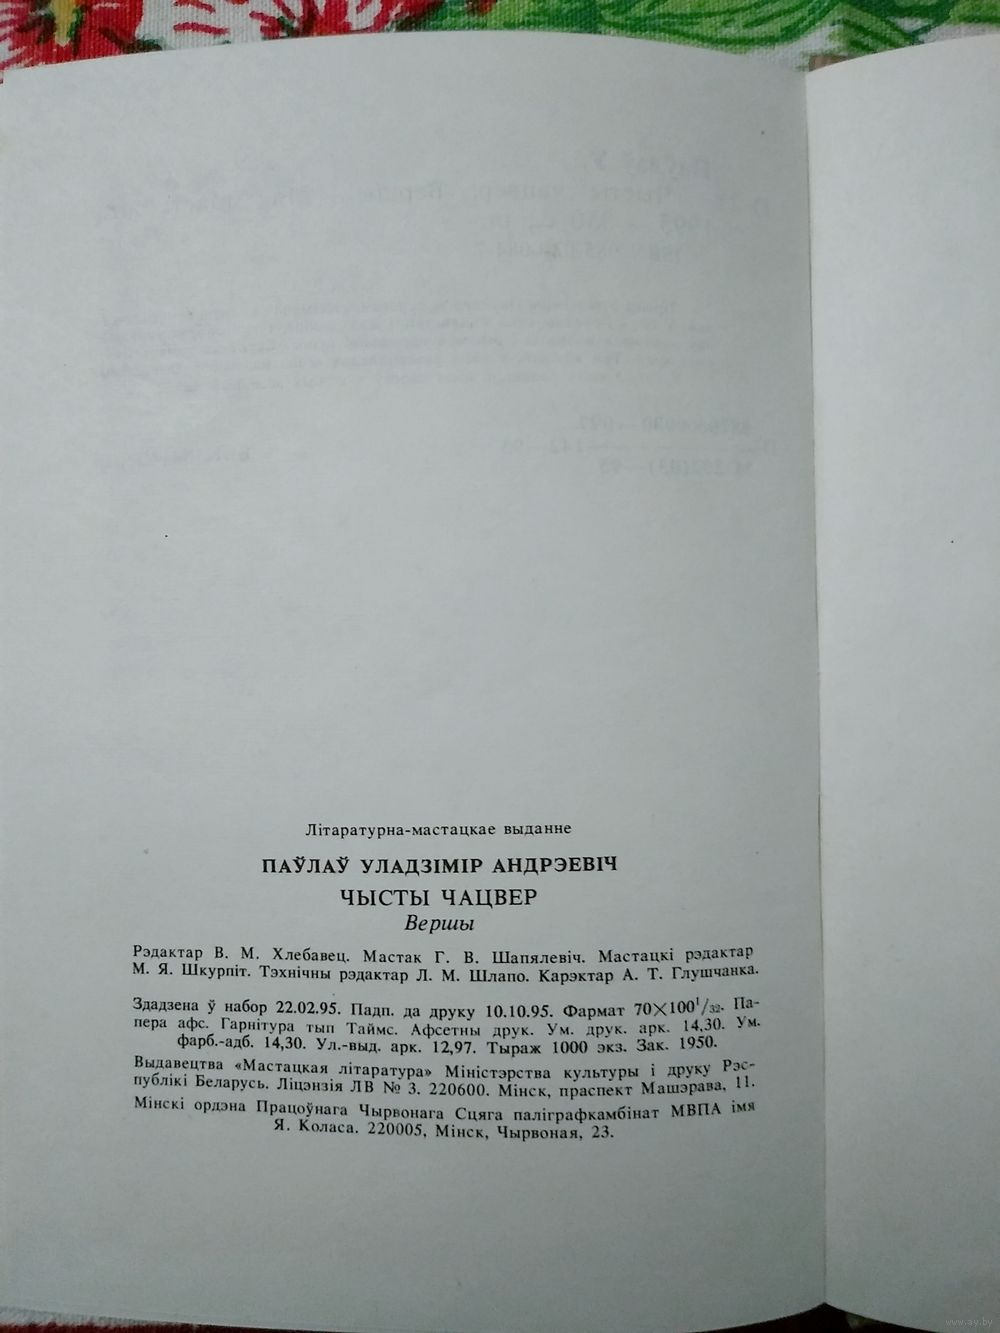 Літаратурна-мастацкае выданне
ПАЎЛАЎ УЛАДЗІМІР АНДРЭЕВІЧ
ЧЫСТЫ ЧАЦВЕР
Вершы
Рэдактар В. М. Хлебавец. Мастак Г. В. Шапялевіч. Мастацкі рэдактар
М. Я. Шкурпіт. Тэхнічны рэдактар Л. М. Шлапо. Карэктар А. Т. Глушчанка.
Здадзена ў набор 22.02.95. Падп. да друку 10.10.95. Фармат 70×100¹/₃₂. Па-
пера афс. Гарнітура тып Таймс. Афсетны друк. Ум. друк. арк. 14,30. Ум.
фарб.-адб. 14,30. Ул.-выд. арк. 12,97. Тыраж 1000 экз. Зак. 1950.
Выдавецтва «Мастацкая літаратура» Міністэрства культуры і друку Рэс-
публікі Беларусь. Ліцэнзія ЛВ № 3. 220600. Мінск, праспект Машэрава, 11.
Мінскі ордэна Працоўнага Чырвонага Сцяга паліграфкамбінат МВПА імя
Я. Коласа. 220005, Мінск, Чырвоная, 23.
www.ay.by